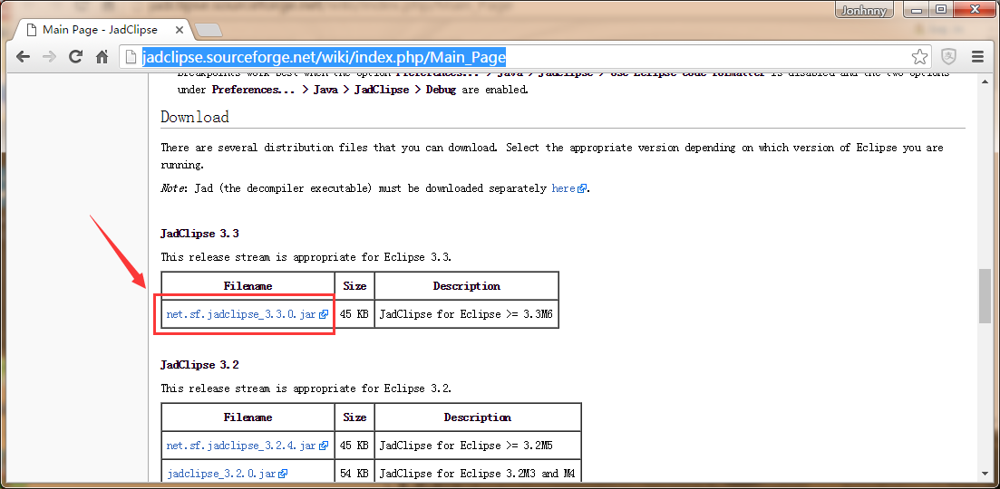 Jonhnny
Main Page - JadClipse
jadclipse.sourceforge.net/wiki/index.php/Main_Page
Breakpoints work best when the option Preferences... > Java > JadClipse > Use Eclipse code formatter is disabled and the two options
under Preferences... > Java > JadClipse > Debug are enabled.
Download
There are several distribution files that you can download. Select the appropriate version depending on which version of Eclipse you are
running.
Note: Jad (the decompiler executable) must be downloaded separately here.
JadClipse 3.3
This release stream is appropriate for Eclipse 3.3.
Filename Size Description
net.sf.jadclipse_3.3.0.jar 45 KB JadClipse for Eclipse >= 3.3M6
JadClipse 3.2
This release stream is appropriate for Eclipse 3.2.
Filename Size Description
net.sf.jadclipse_3.2.4.jar 45 KB JadClipse for Eclipse >= 3.2M5
jadclipse_3.2.0.jar 54 KB JadClipse for Eclipse 3.2M3 and M4